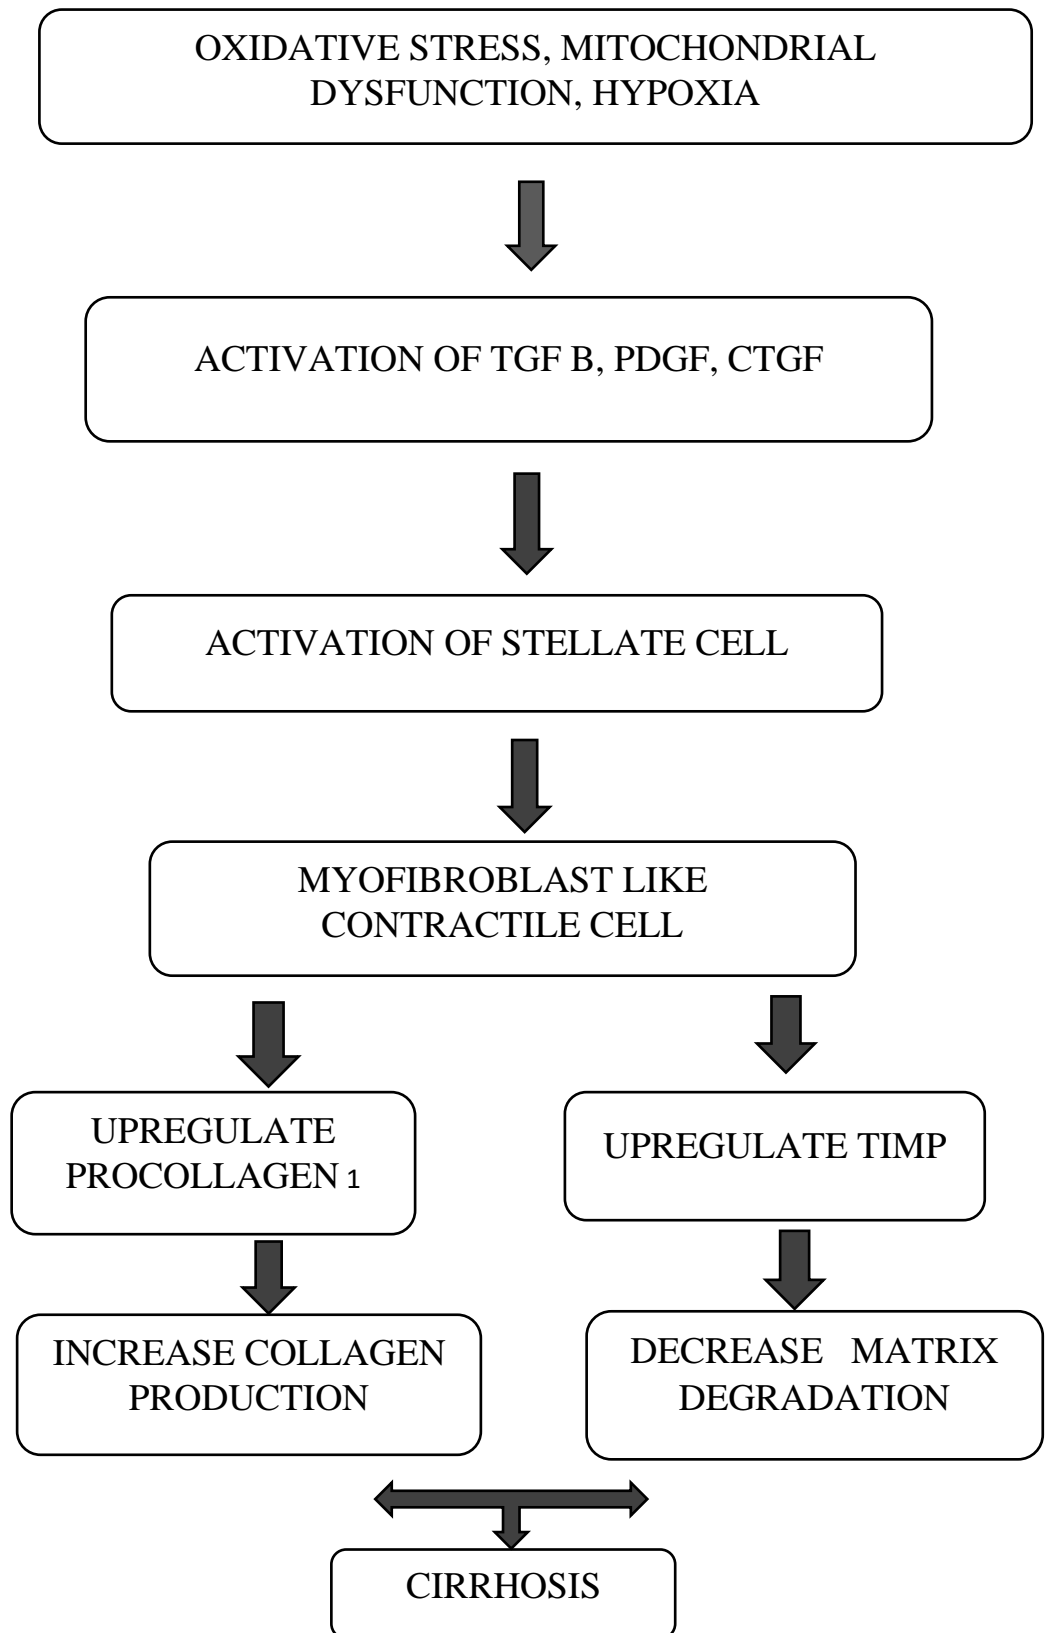 OXIDATIVE STRESS, MITOCHONDRIAL
DYSFUNCTION, HYPOXIA
ACTIVATION OF TGF B, PDGF, CTGF
ACTIVATION OF STELLATE CELL
MYOFIBROBLAST LIKE
CONTRACTILE CELL
UPREGULATE
PROCOLLAGEN 1
UPREGULATE TIMP
INCREASE COLLAGEN
PRODUCTION
DECREASE MATRIX
DEGRADATION
CIRRHOSIS